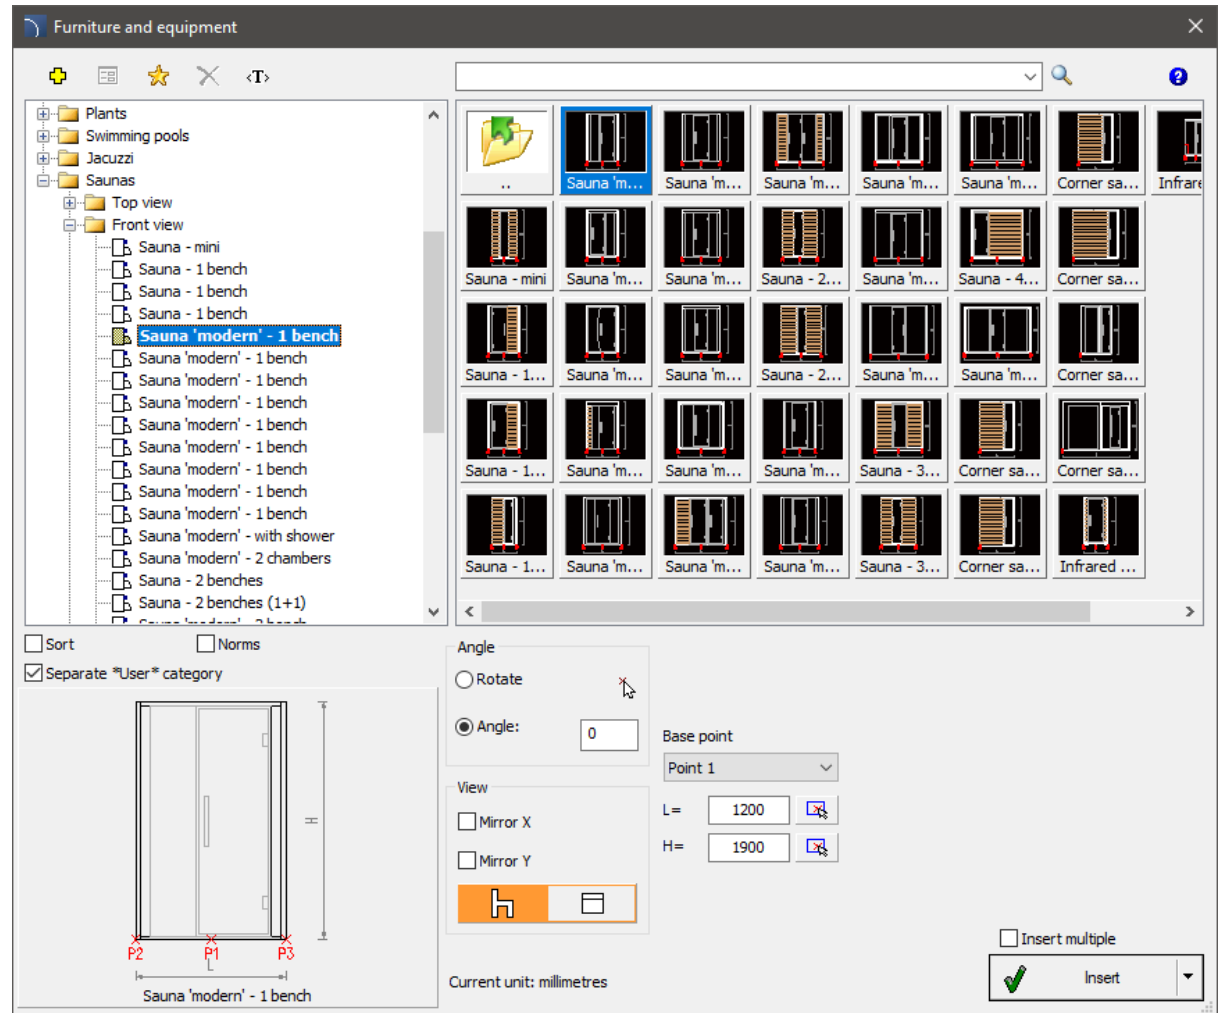 Furniture and equipment
‹T›
Plants
Swimming pools
Jacuzzi
Saunas
Top view
Front view
Sauna - mini
Sauna - 1 bench
Sauna - 1 bench
Sauna - 1 bench
Sauna 'modern' - 1 bench
Sauna 'modern' - 1 bench
Sauna 'modern' - 1 bench
Sauna 'modern' - 1 bench
Sauna 'modern' - 1 bench
Sauna 'modern' - 1 bench
Sauna 'modern' - 1 bench
Sauna 'modern' - 1 bench
Sauna 'modern' - 1 bench
Sauna 'modern' - with shower
Sauna 'modern' - 2 chambers
Sauna - 2 benches
Sauna - 2 benches (1+1)
.. Sauna 'm... Sauna 'm... Sauna 'm... Sauna 'm... Sauna 'm... Corner sa... Infrare
Sauna - mini Sauna 'm... Sauna 'm... Sauna - 2... Sauna 'm... Sauna - 4... Corner sa...
Sauna - 1... Sauna 'm... Sauna 'm... Sauna - 2... Sauna 'm... Sauna 'm... Corner sa...
Sauna - 1... Sauna 'm... Sauna 'm... Sauna 'm... Sauna - 3... Corner sa... Corner sa...
Sauna - 1... Sauna 'm... Sauna 'm... Sauna 'm... Sauna - 3... Corner sa... Infrared ...
Sort Norms
Separate *User* category
H
P2 P1 P3
L
Sauna 'modern' - 1 bench
Angle
Rotate
Angle: 0
View
Mirror X
Mirror Y
Base point
Point 1
L= 1200
H= 1900
Current unit: millimetres
Insert multiple
Insert